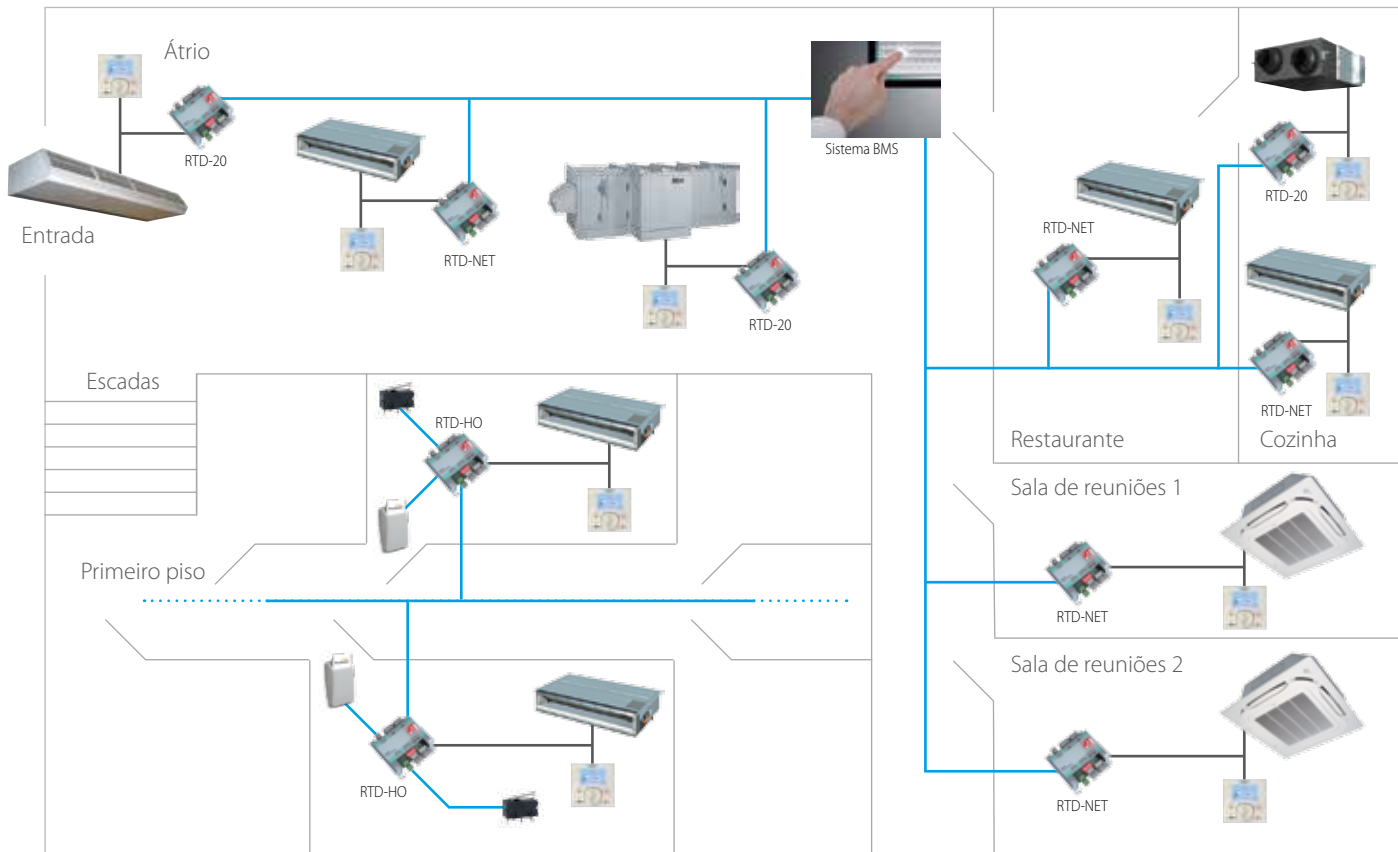 Átrio
RTD-20
Entrada
RTD-NET
RTD-20
Sistema BMS
RTD-NET
RTD-20
RTD-NET
Restaurante
Cozinha
Escadas
RTD-HO
Primeiro piso
RTD-HO
Sala de reuniões 1
RTD-NET
Sala de reuniões 2
RTD-NET